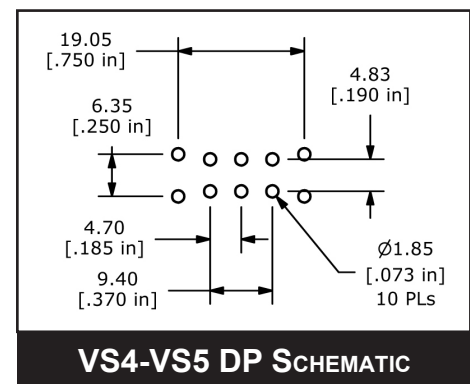 19.05
[.750 in]
4.83
[.190 in]
6.35
[.250 in]
4.70
[.185 in]
9.40
[.370 in]
Ø1.85
[.073 in]
10 PLs
VS4-VS5 DP SCHEMATIC